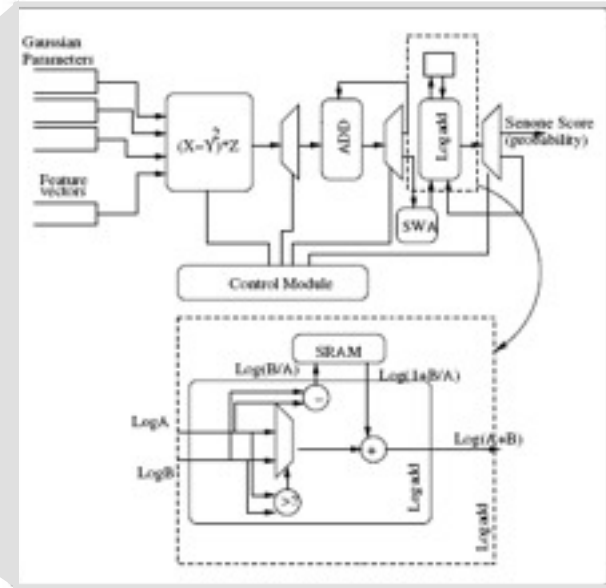 Gaussian
Parameters
Feature
vectors
(X-Y)^2*Z
ADD
Logadd
SWA
Senone Score
(probability)
Control Module
SRAM
Log(B/A)
Log(1+B/A)
LogA
LogB
-
+
>?
Log(A+B)
Logadd
Logadd